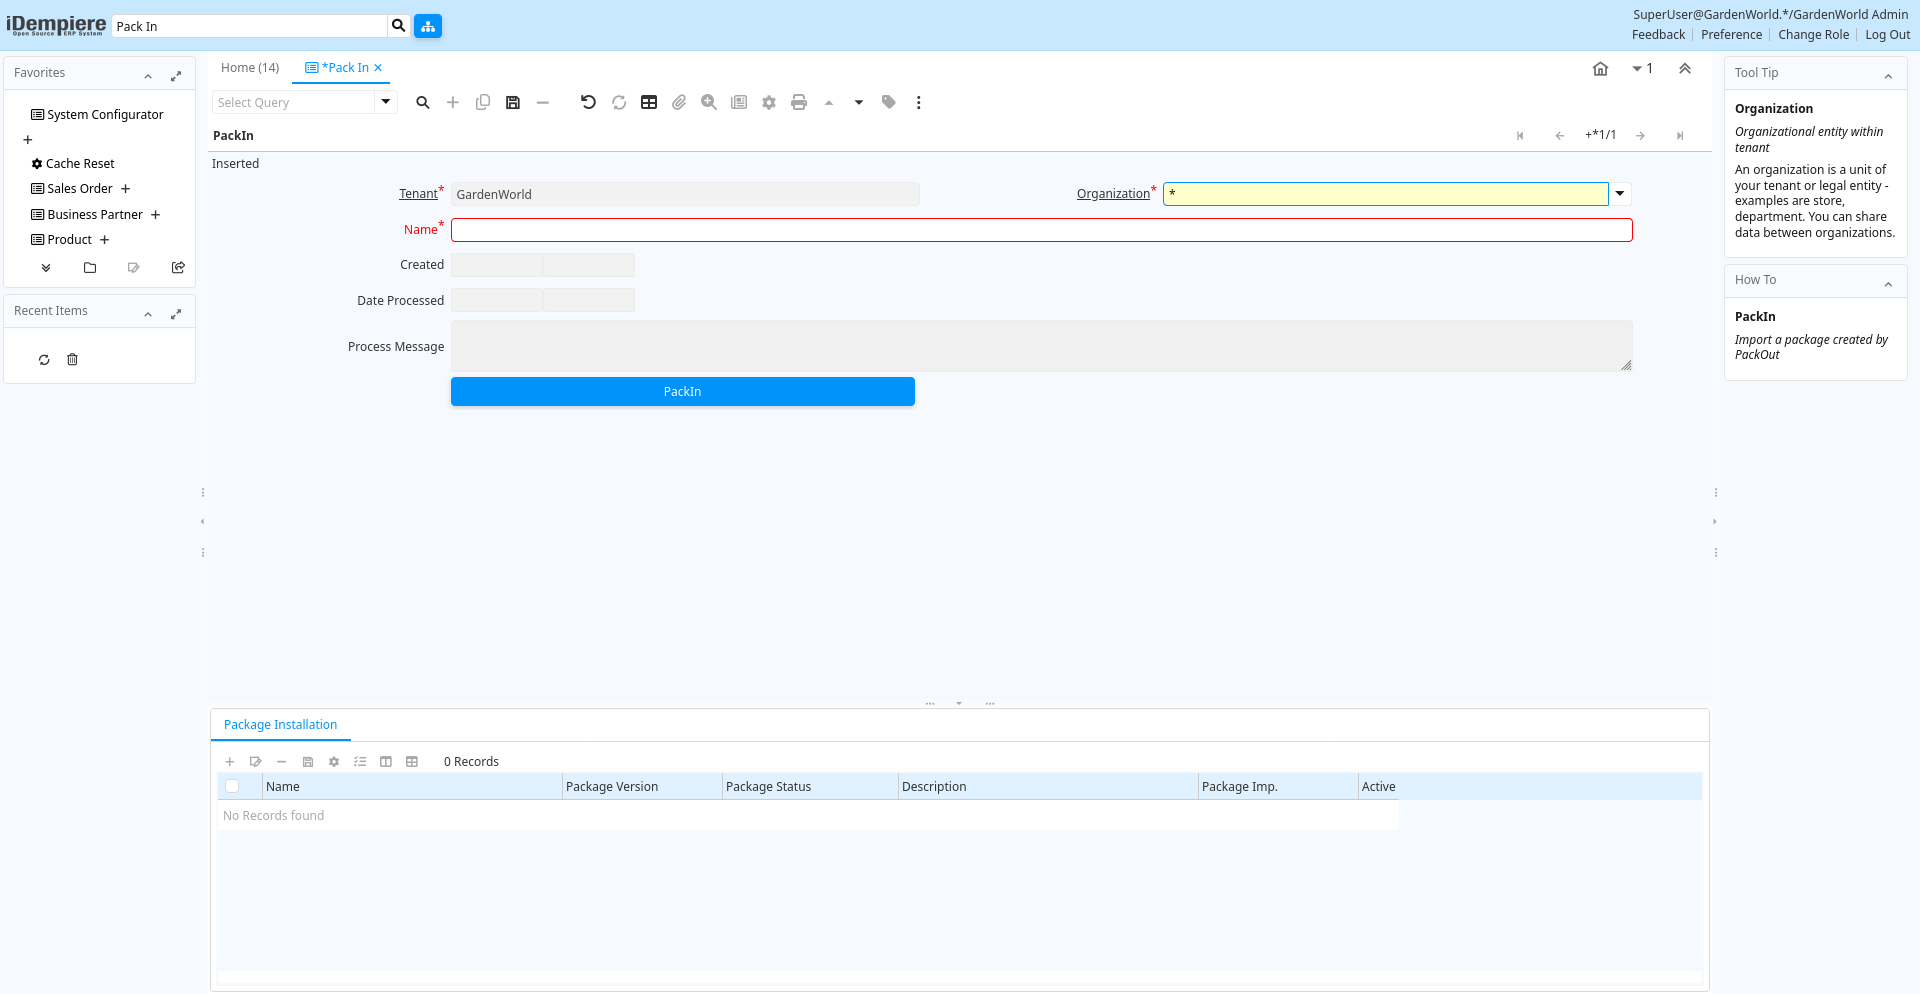 iDempiere
Open Source ERP System
Pack In
SuperUser@GardenWorld.*/GardenWorld Admin
Feedback
Preference
Change Role
Log Out
Favorites
System Configurator
Cache Reset
Sales Order
Business Partner
Product
Recent Items
Home (14)
*Pack In
1
Select Query
PackIn
+*1/1
Inserted
Tenant*
GardenWorld
Organization*
*
Name*
Created
Date Processed
Process Message
PackIn
Package Installation
0 Records
Name
Package Version
Package Status
Description
Package Imp.
Active
No Records found
Tool Tip
Organization
Organizational entity within
tenant
An organization is a unit of
your tenant or legal entity -
examples are store,
department. You can share
data between organizations.
How To
PackIn
Import a package created by
PackOut